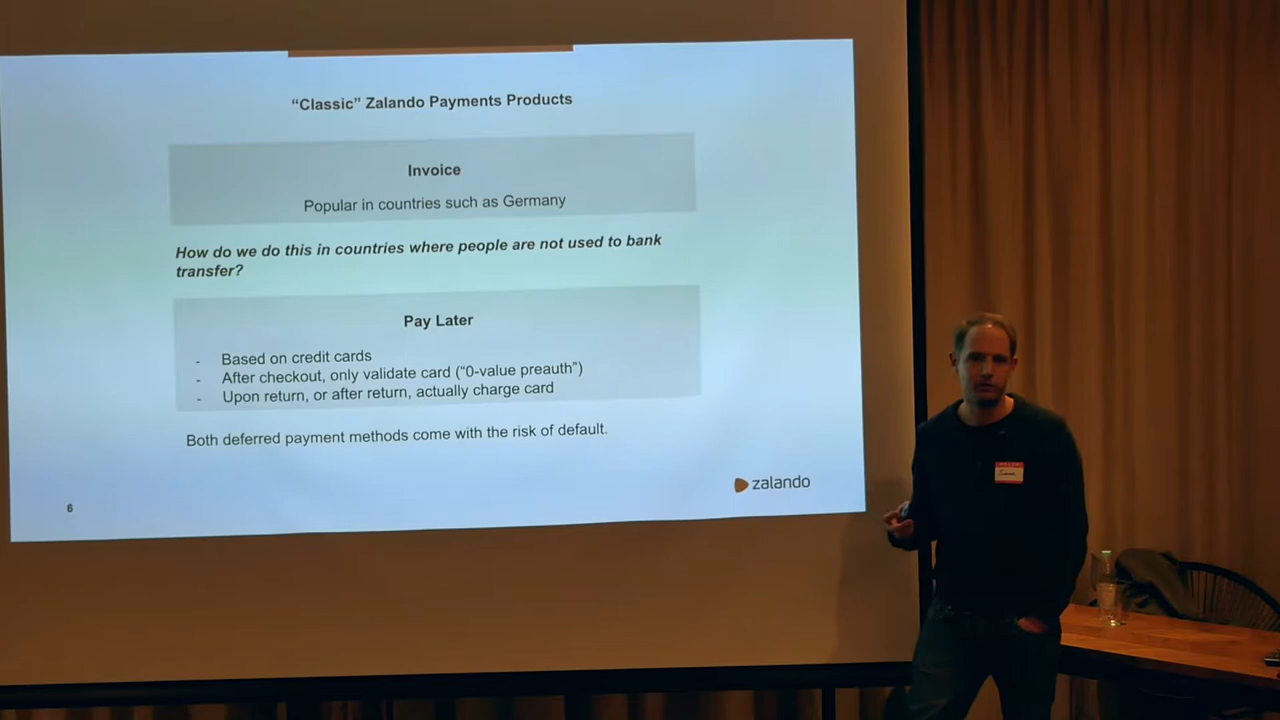 “Classic” Zalando Payments Products
Invoice
Popular in countries such as Germany
How do we do this in countries where people are not used to bank
transfer?
Pay Later
- Based on credit cards
- After checkout, only validate card (“0-value preauth”)
- Upon return, or after return, actually charge card
Both deferred payment methods come with the risk of default.
zalando
6